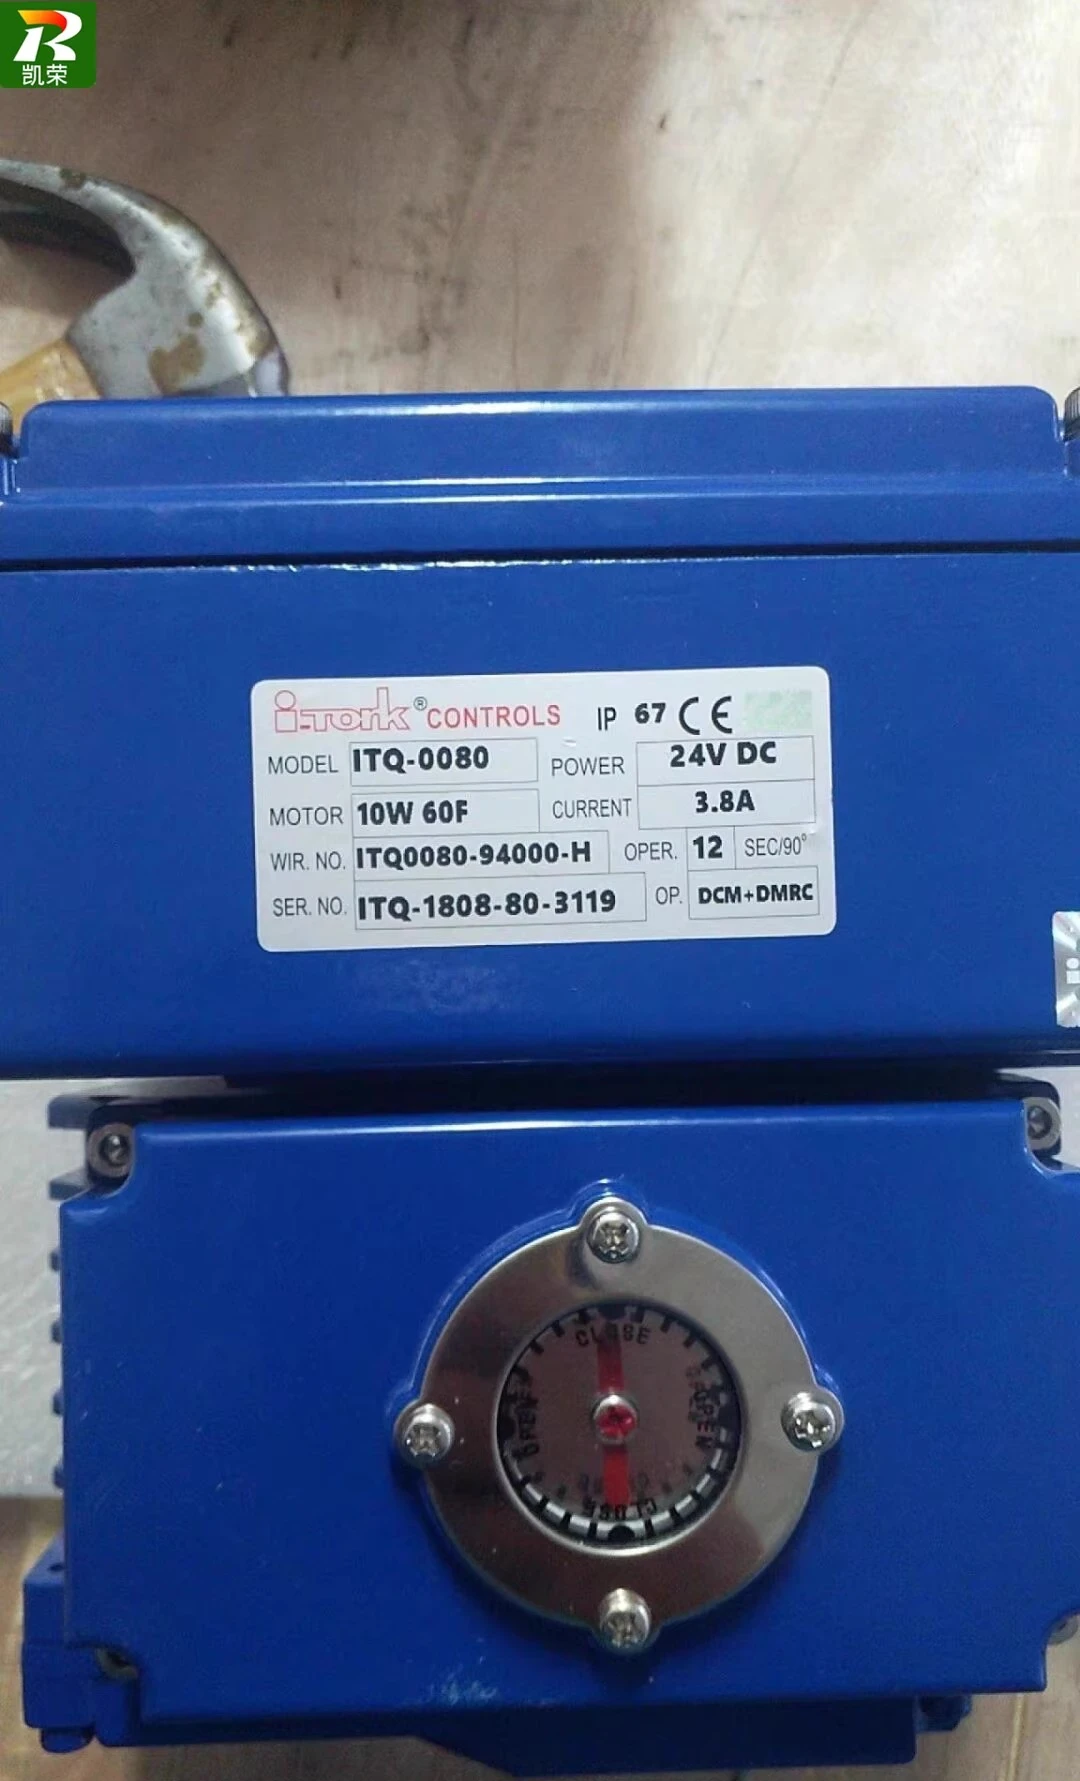 R
凯荣
i-TORK® CONTROLS IP 67 CE
MODEL ITQ-0080 POWER 24V DC
MOTOR 10W 60F CURRENT 3.8A
WIR. NO. ITQ0080-94000-H OPER. 12 SEC/90°
SER. NO. ITQ-1808-80-3119 OP. DCM+DMRC
CLOSE
OPEN
OPEN
CLOSE